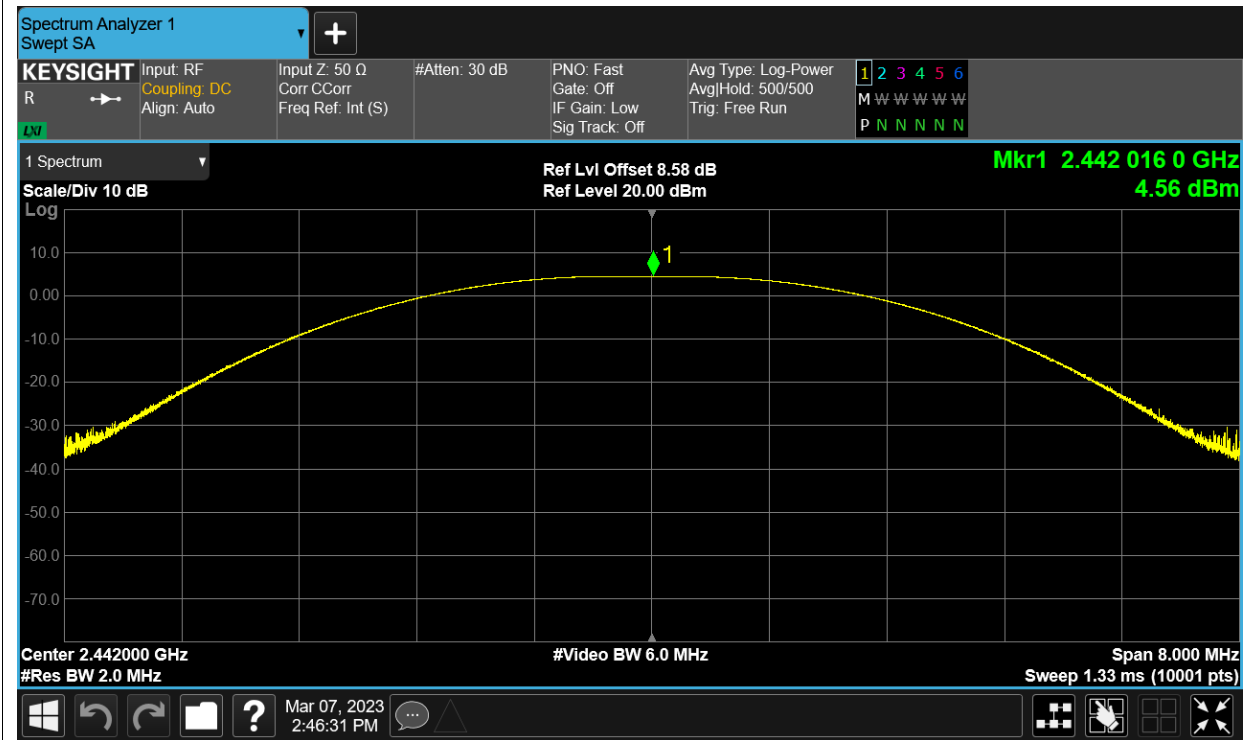 Spectrum Analyzer 1
Swept SA
KEYSIGHT
R
LXI
Input: RF
Coupling: DC
Align: Auto
Input Z: 50 Ω
Corr CCorr
Freq Ref: Int (S)
#Atten: 30 dB
PNO: Fast
Gate: Off
IF Gain: Low
Sig Track: Off
Avg Type: Log-Power
Avg|Hold: 500/500
Trig: Free Run
1 2 3 4 5 6
M W W W W W
P N N N N N
1 Spectrum
Scale/Div 10 dB
Log
Ref Lvl Offset 8.58 dB
Ref Level 20.00 dBm
Mkr1 2.442 016 0 GHz
4.56 dBm
1
10.0
0.00
-10.0
-20.0
-30.0
-40.0
-50.0
-60.0
-70.0
Center 2.442000 GHz
#Res BW 2.0 MHz
#Video BW 6.0 MHz
Span 8.000 MHz
Sweep 1.33 ms (10001 pts)
?
Mar 07, 2023
2:46:31 PM